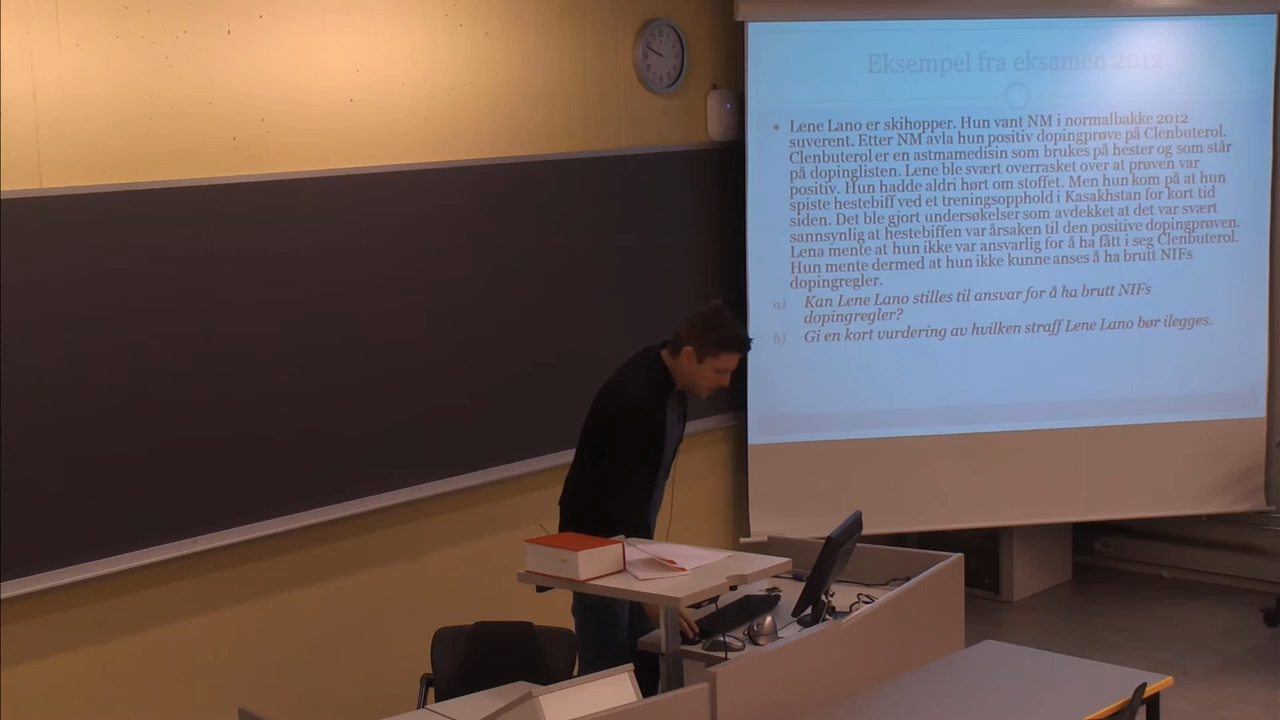 Eksempel fra eksamen 2012
Lene Lano er skihopper. Hun vant NM i normalbakke 2012
suverent. Etter NM avla hun positiv dopingprøve på Clenbuterol.
Clenbuterol er en astmamedisin som brukes på hester og som står
på dopinglisten. Lene ble svært overrasket over at prøven var
positiv. Hun hadde aldri hørt om stoffet. Men hun kom på at hun
spiste hestebiff ved et treningsopphold i Kasakhstan for kort tid
siden. Det ble gjort undersøkelser som avdekket at det var svært
sannsynlig at hestebiffen var årsaken til den positive dopingprøven.
Lena mente at hun ikke var ansvarlig for å ha fått i seg Clenbuterol.
Hun mente dermed at hun ikke kunne anses å ha brutt NIFs
dopingregler.
a) Kan Lene Lano stilles til ansvar for å ha brutt NIFs
dopingregler?
b) Gi en kort vurdering av hvilken straff Lene Lano bør ilegges.